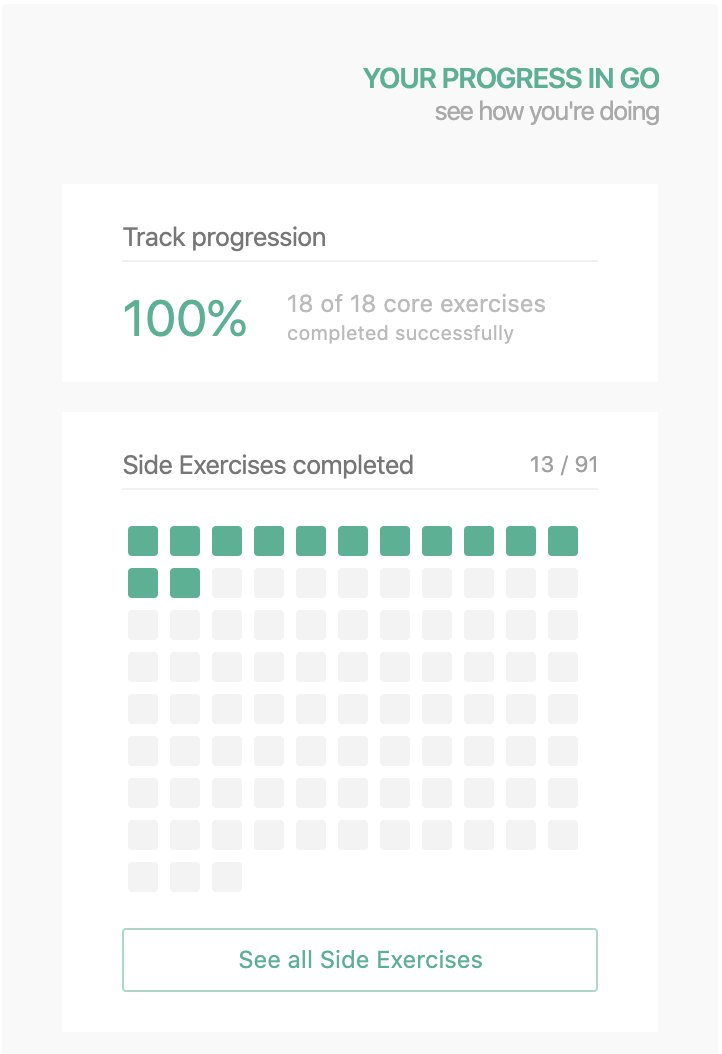 YOUR PROGRESS IN GO
see how you're doing
Track progression
100%
18 of 18 core exercises
completed successfully
Side Exercises completed
13 / 91
See all Side Exercises